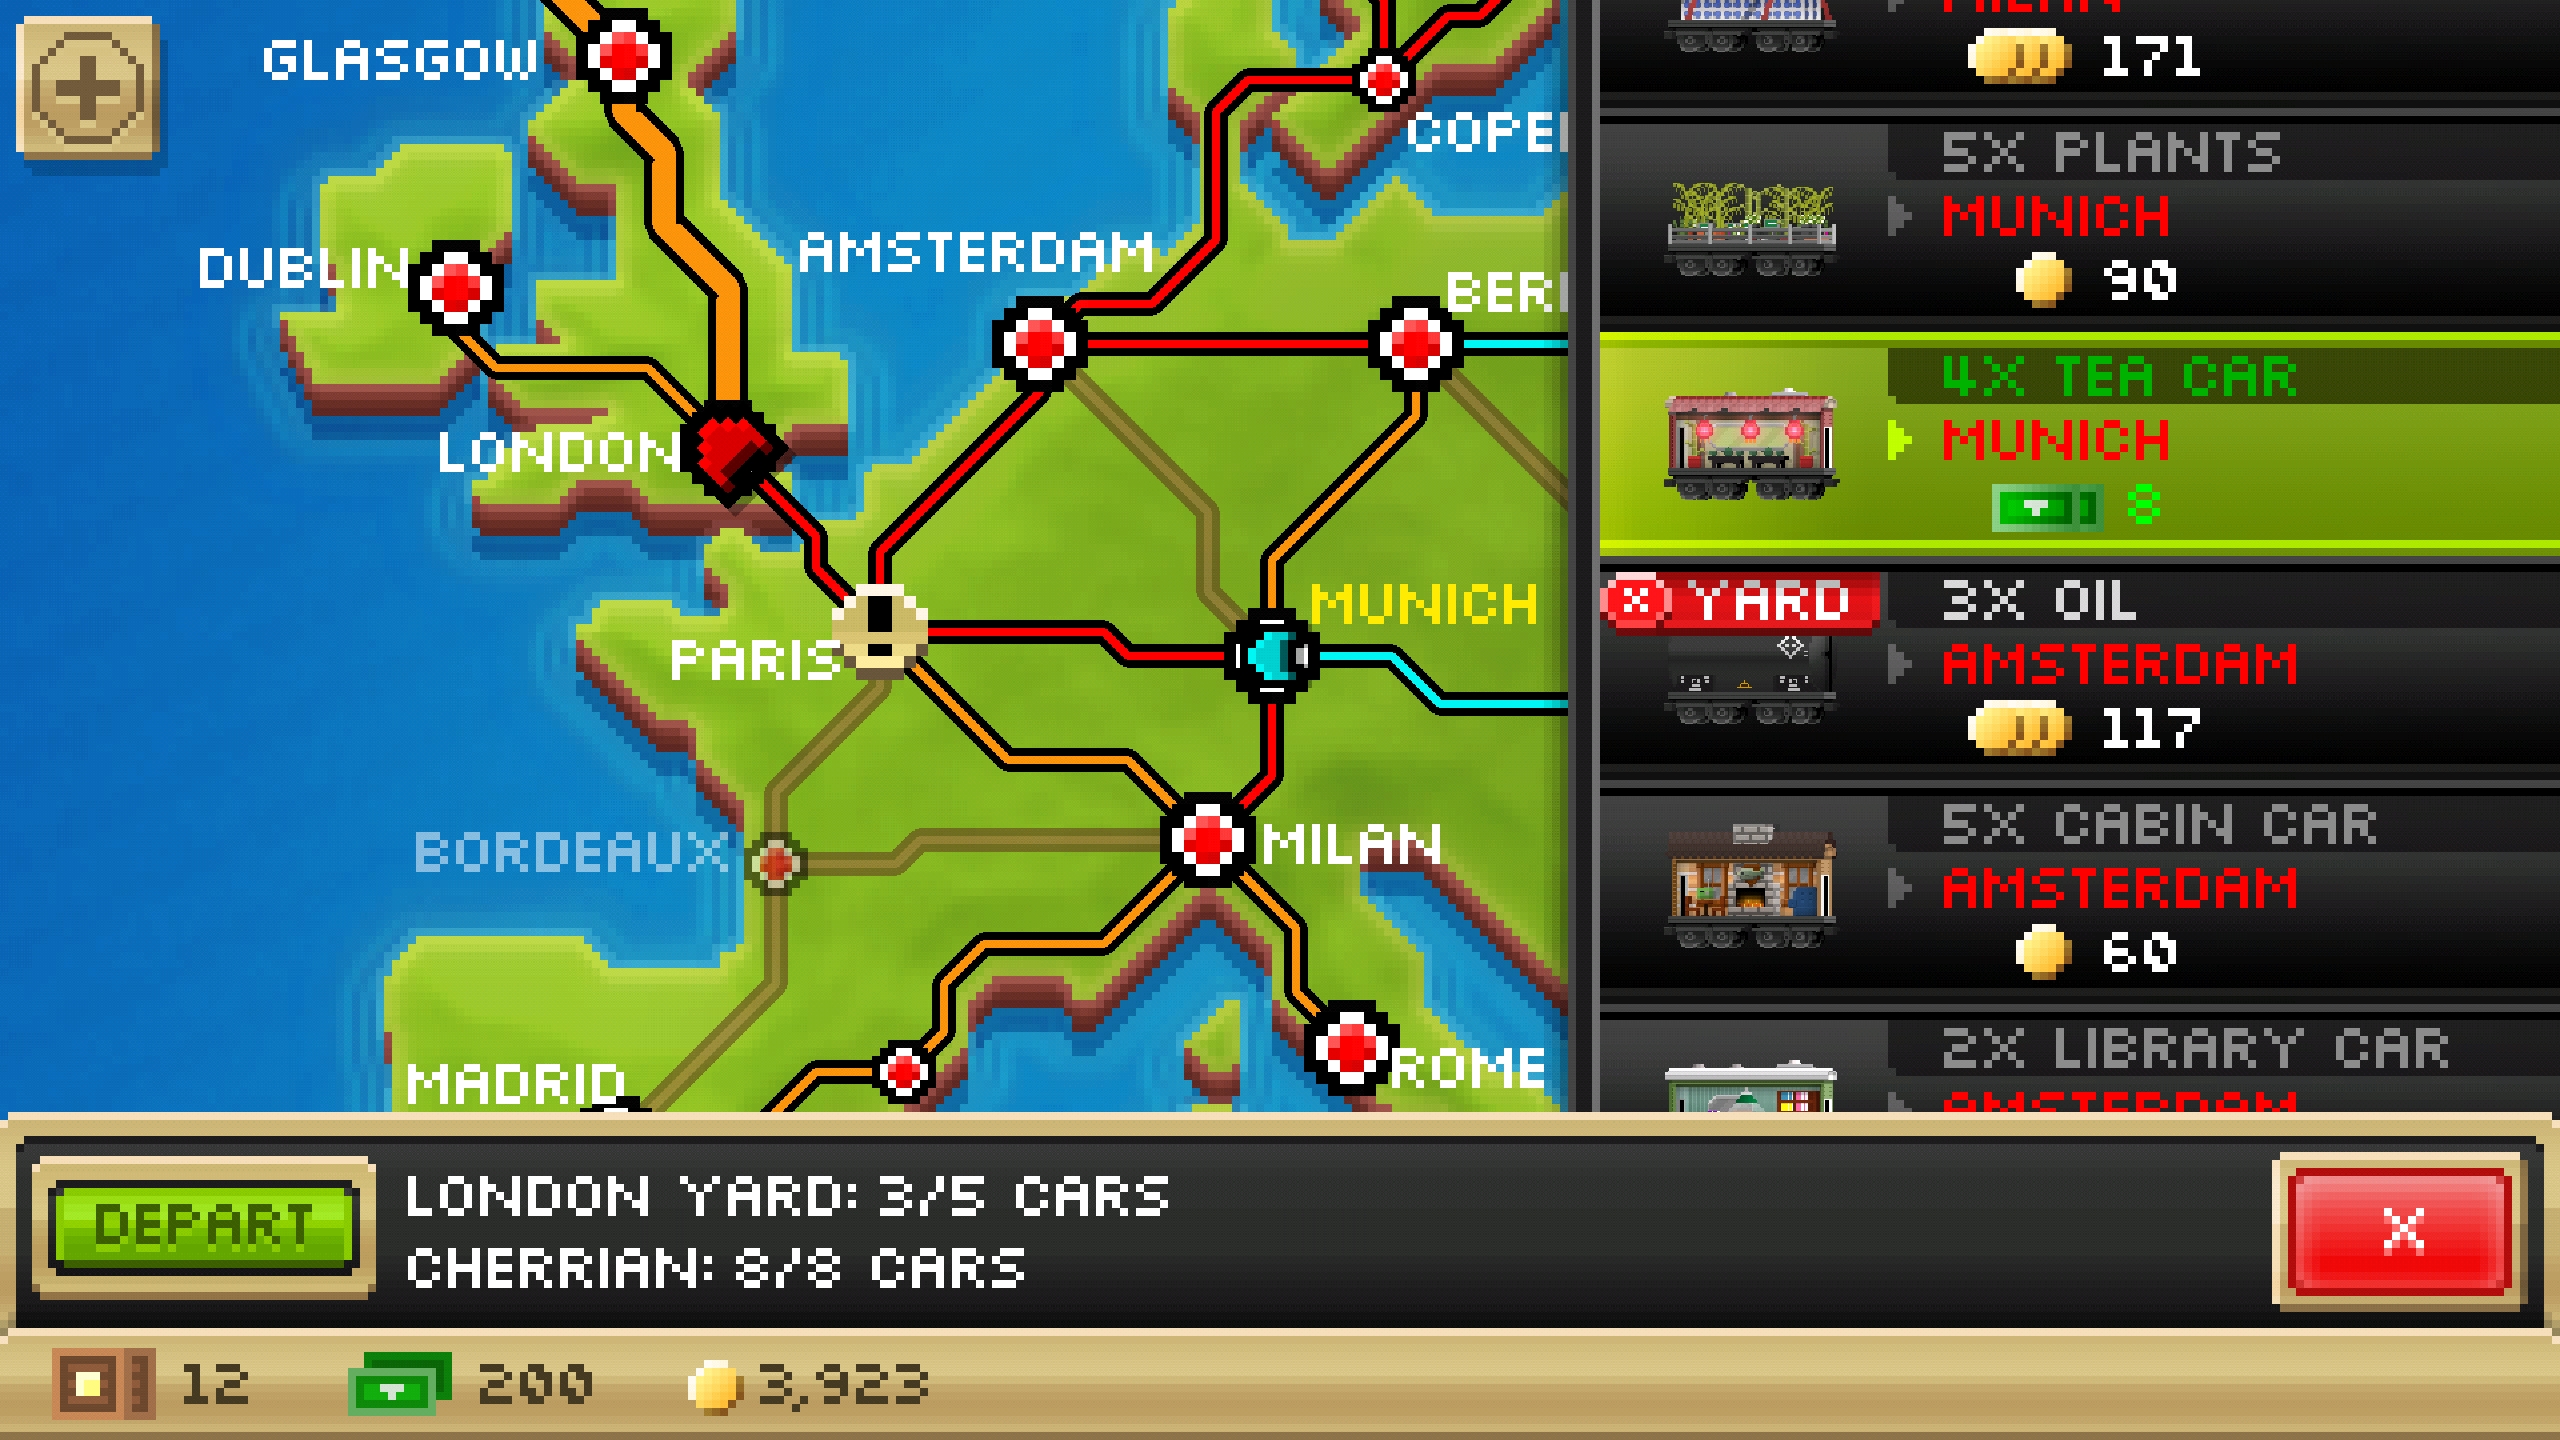 GLASGOW
DUBLIN
AMSTERDAM
LONDON
PARIS
MUNICH
BORDEAUX
MILAN
MADRID
ROME
171
5X PLANTS
MUNICH
90
4X TEA CAR
MUNICH
8
YARD
3X OIL
AMSTERDAM
117
5X CABIN CAR
AMSTERDAM
60
2X LIBRARY CAR
AMSTERDAM
DEPART
LONDON YARD: 3/5 CARS
CHERRIAN: 8/8 CARS
X
12
200
3,923